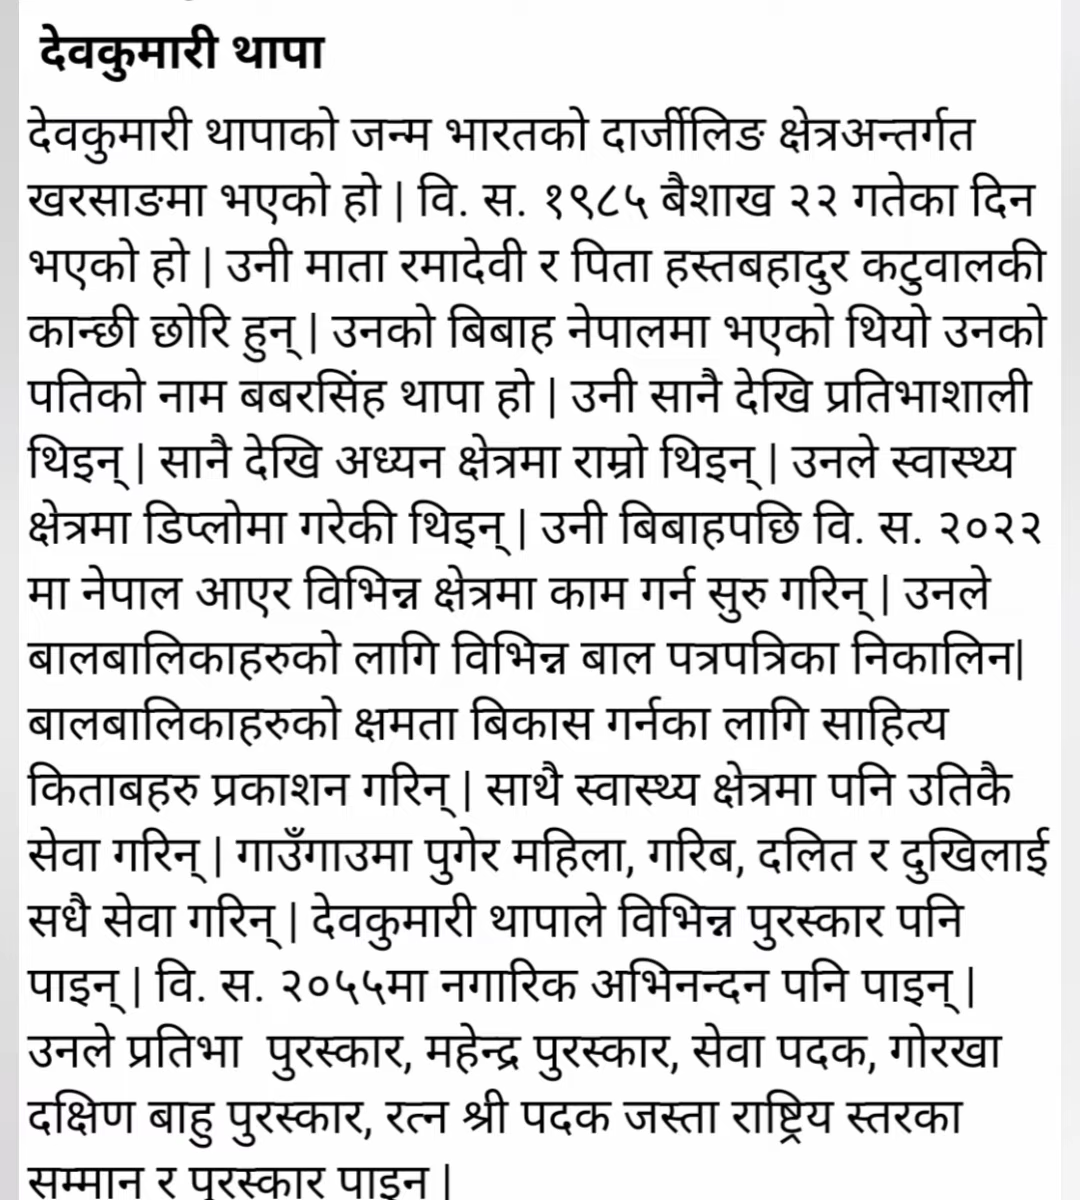 देवकुमारी थापा
देवकुमारी थापाको जन्म भारतको दार्जीलिङ क्षेत्रअन्तर्गत
खरसाङमा भएको हो | वि. स. १९८५ बैशाख २२ गतेका दिन
भएको हो | उनी माता रमादेवी र पिता हस्तबहादुर कटुवालकी
कान्छी छोरि हुन् | उनको बिबाह नेपालमा भएको थियो उनको
पतिको नाम बबरसिंह थापा हो | उनी सानै देखि प्रतिभाशाली
थिइन् | सानै देखि अध्यन क्षेत्रमा राम्रो थिइन् | उनले स्वास्थ्य
क्षेत्रमा डिप्लोमा गरेकी थिइन् | उनी बिबाहपछि वि. स. २०२२
मा नेपाल आएर विभिन्न क्षेत्रमा काम गर्न सुरु गरिन् | उनले
बालबालिकाहरुको लागि विभिन्न बाल पत्रपत्रिका निकालिन|
बालबालिकाहरुको क्षमता बिकास गर्नका लागि साहित्य
किताबहरु प्रकाशन गरिन् | साथै स्वास्थ्य क्षेत्रमा पनि उतिकै
सेवा गरिन् | गाउँगाउमा पुगेर महिला, गरिब, दलित र दुखिलाई
सधै सेवा गरिन् | देवकुमारी थापाले विभिन्न पुरस्कार पनि
पाइन् | वि. स. २०५५मा नगारिक अभिनन्दन पनि पाइन् |
उनले प्रतिभा  पुरस्कार, महेन्द्र पुरस्कार, सेवा पदक, गोरखा
दक्षिण बाहु पुरस्कार, रत्न श्री पदक जस्ता राष्ट्रिय स्तरका
सम्मान र पुरस्कार पाइन |